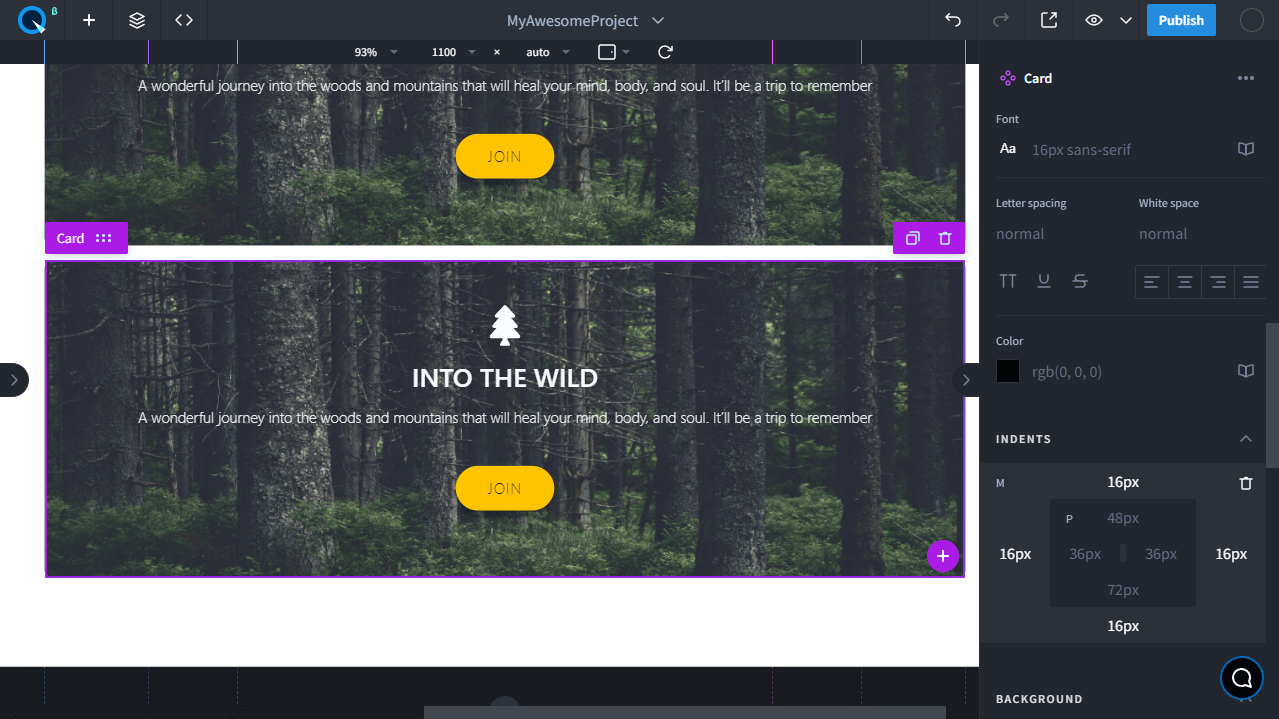 β
MyAwesomeProject
Publish
93%
1100
×
auto
A wonderful journey into the woods and mountains that will heal your mind, body, and soul. It'll be a trip to remember
JOIN
Card
INTO THE WILD
A wonderful journey into the woods and mountains that will heal your mind, body, and soul. It'll be a trip to remember
JOIN
Card
Font
Aa 16px sans-serif
Letter spacing White space
normal normal
TT U S
Color
rgb(0, 0, 0)
INDENTS
M 16px
P 48px
16px 36px 36px 16px
72px
16px
BACKGROUND